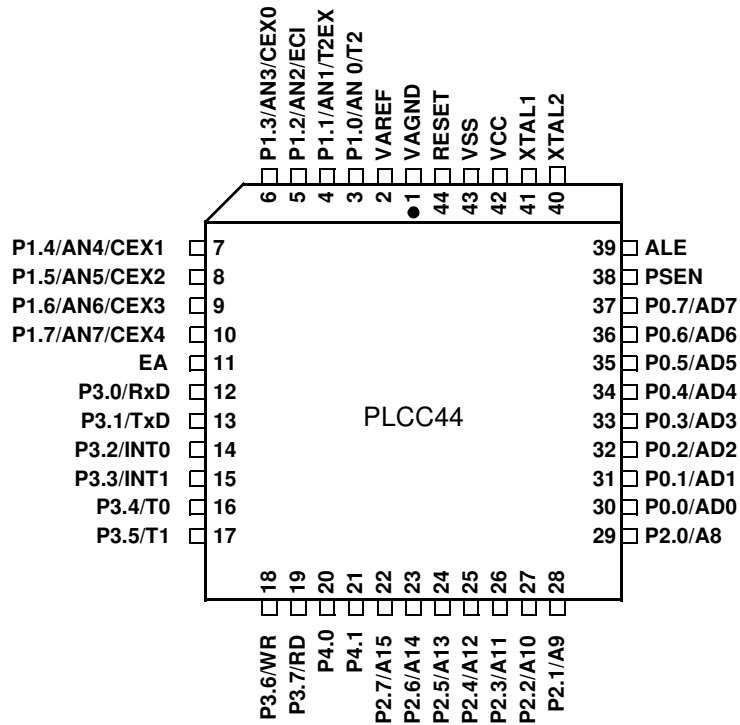 P1.3/AN3/CEX0
P1.2/AN2/ECI
P1.1/AN1/T2EX
P1.0/AN 0/T2
VAREF
VAGND
RESET
VSS
VCC
XTAL1
XTAL2
6 5 4 3 2 1 44 43 42 41 40
P1.4/AN4/CEX1 7
P1.5/AN5/CEX2 8
P1.6/AN6/CEX3 9
P1.7/AN7/CEX4 10
EA 11
P3.0/RxD 12
P3.1/TxD 13
P3.2/INT0 14
P3.3/INT1 15
P3.4/T0 16
P3.5/T1 17
PLCC44
39 ALE
38 PSEN
37 P0.7/AD7
36 P0.6/AD6
35 P0.5/AD5
34 P0.4/AD4
33 P0.3/AD3
32 P0.2/AD2
31 P0.1/AD1
30 P0.0/AD0
29 P2.0/A8
18 19 20 21 22 23 24 25 26 27 28
P3.6/WR
P3.7/RD
P4.0
P4.1
P2.7/A15
P2.6/A14
P2.5/A13
P2.4/A12
P2.3/A11
P2.2/A10
P2.1/A9